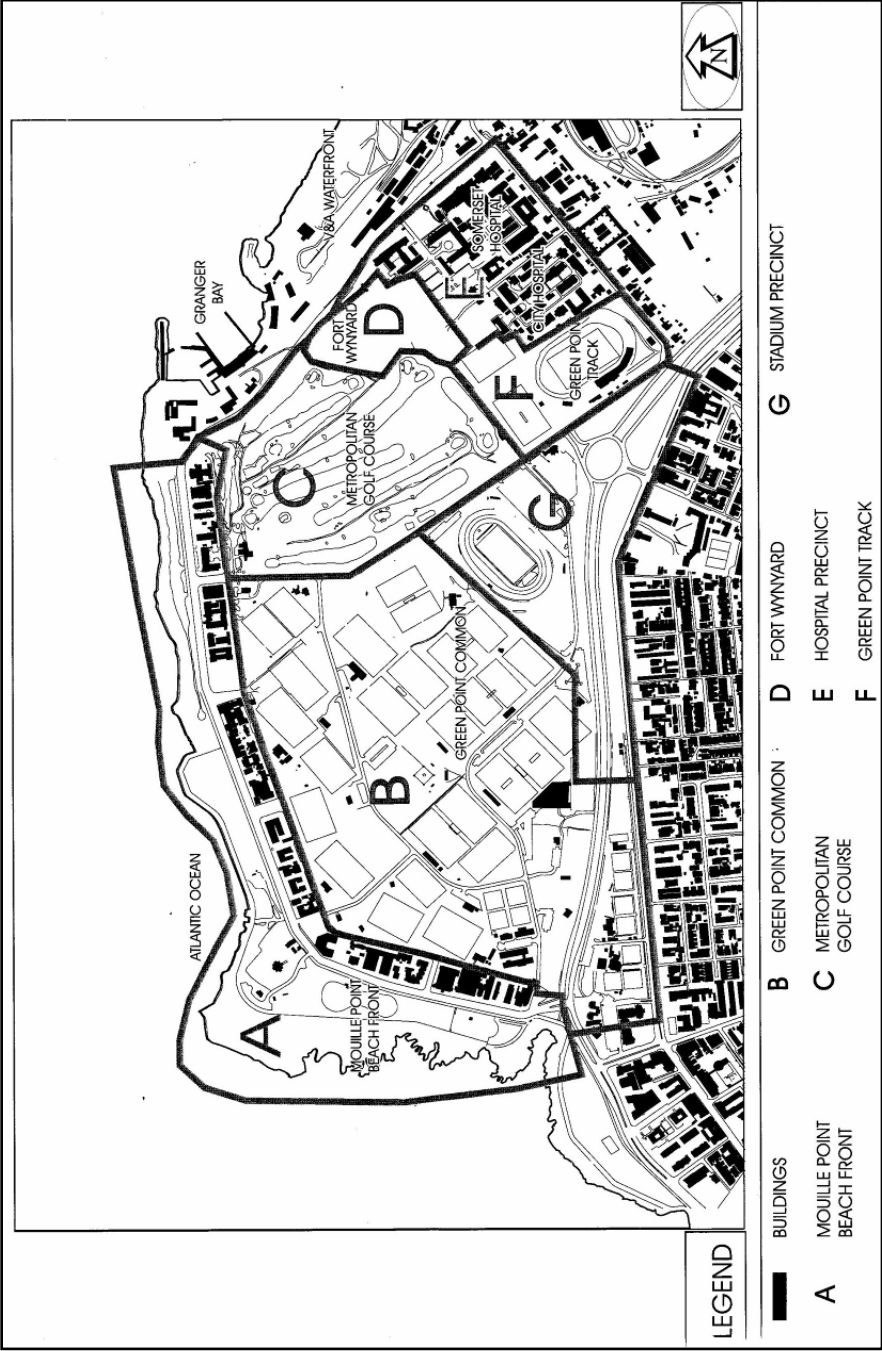 N
V&A WATERFRONT
GRANGER
BAY
SOMERSET
HOSPITAL
E
CITY HOSPITAL
FORT
WYNYARD
D
F
GREEN POINT
TRACK
METROPOLITAN
GOLF COURSE
C
G
GREEN POINT COMMON
B
ATLANTIC OCEAN
A
MOUILLE POINT
BEACH FRONT
LEGEND
BUILDINGS
A MOUILLE POINT
BEACH FRONT
B GREEN POINT COMMON
C METROPOLITAN
GOLF COURSE
D FORT WYNYARD
E HOSPITAL PRECINCT
F GREEN POINT TRACK
G STADIUM PRECINCT